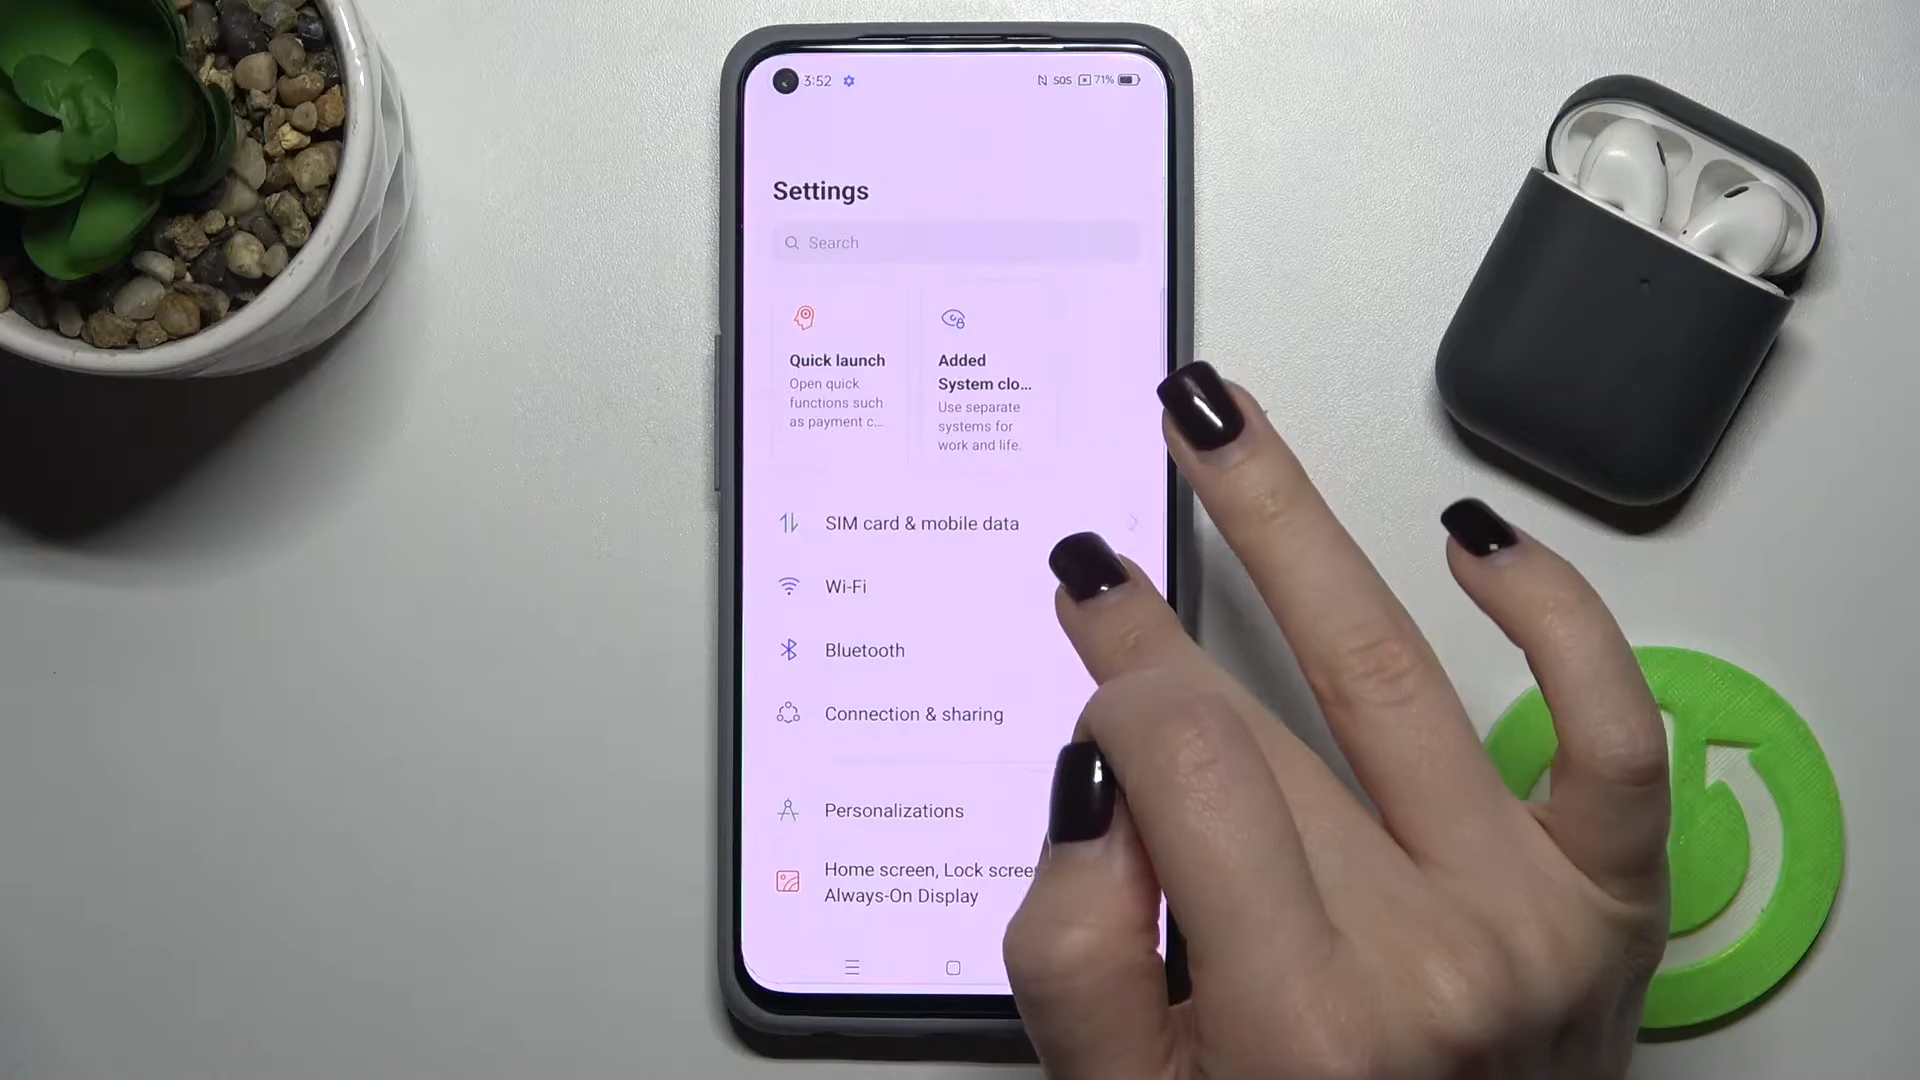 3:52
SOS 71%
Settings
Search
Quick launch
Open quick
functions such
as payment c...
Added
System clo...
Use separate
systems for
work and life.
SIM card & mobile data
Wi-Fi
Bluetooth
Connection & sharing
Personalizations
Home screen, Lock scree
Always-On Display